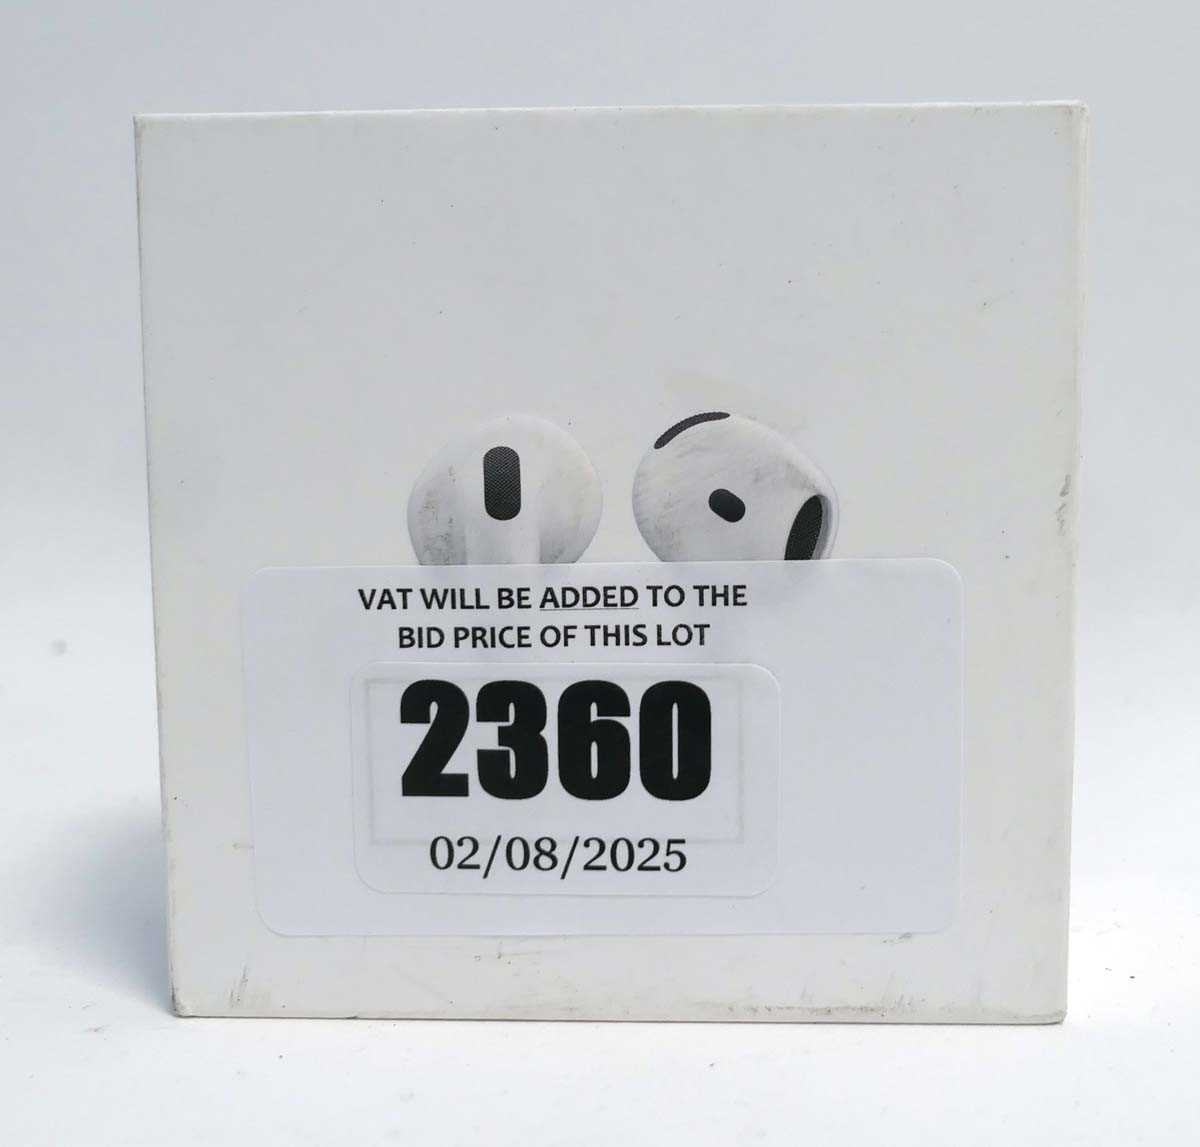 VAT WILL BE ADDED TO THE
BID PRICE OF THIS LOT
2360
02/08/2025